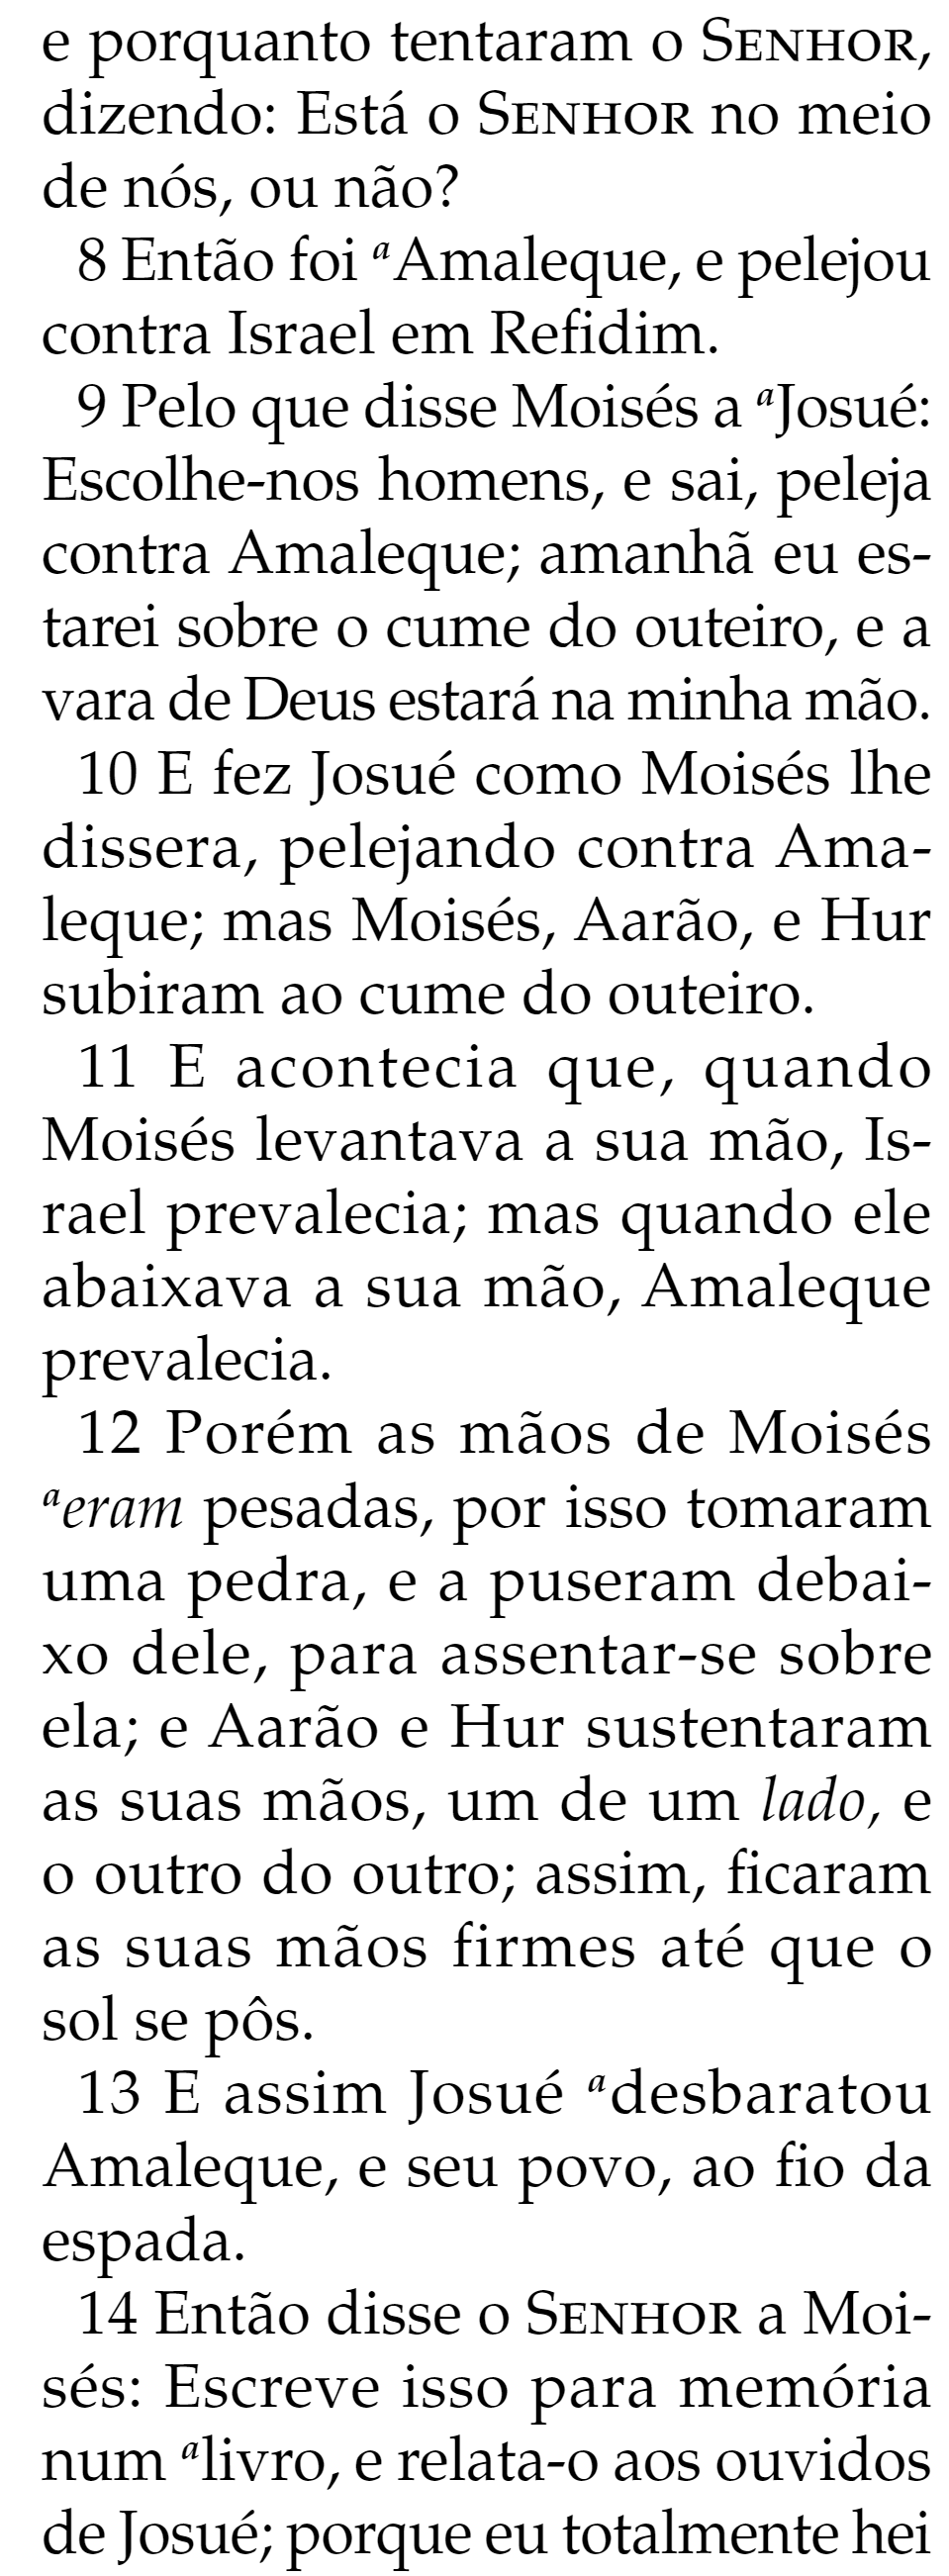 e porquanto tentaram o SENHOR,
dizendo: Está o SENHOR no meio
de nós, ou não?
8 Então foi ᵃAmaleque, e pelejou
contra Israel em Refidim.
9 Pelo que disse Moisés a ᵃJosué:
Escolhe-nos homens, e sai, peleja
contra Amaleque; amanhã eu es-
tarei sobre o cume do outeiro, e a
vara de Deus estará na minha mão.
10 E fez Josué como Moisés lhe
dissera, pelejando contra Ama-
leque; mas Moisés, Aarão, e Hur
subiram ao cume do outeiro.
11 E acontecia que, quando
Moisés levantava a sua mão, Is-
rael prevalecia; mas quando ele
abaixava a sua mão, Amaleque
prevalecia.
12 Porém as mãos de Moisés
ᵃeram pesadas, por isso tomaram
uma pedra, e a puseram debai-
xo dele, para assentar-se sobre
ela; e Aarão e Hur sustentaram
as suas mãos, um de um lado, e
o outro do outro; assim, ficaram
as suas mãos firmes até que o
sol se pôs.
13 E assim Josué ᵃdesbaratou
Amaleque, e seu povo, ao fio da
espada.
14 Então disse o SENHOR a Moi-
sés: Escreve isso para memória
num ᵃlivro, e relata-o aos ouvidos
de Josué; porque eu totalmente hei